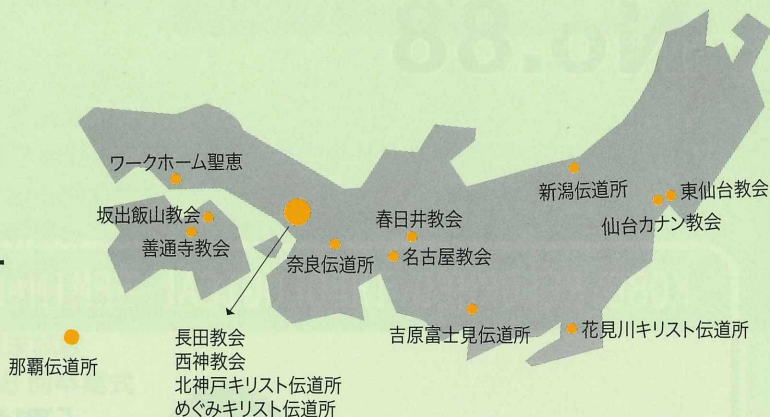 No.88
ワークホーム聖恵
坂出飯山教会
善通寺教会
那覇伝道所
長田教会
西神教会
北神戸キリスト伝道所
めぐみキリスト伝道所
奈良伝道所
春日井教会
名古屋教会
吉原富士見伝道所
新潟伝道所
東仙台教会
仙台カナン教会
花見川キリスト伝道所